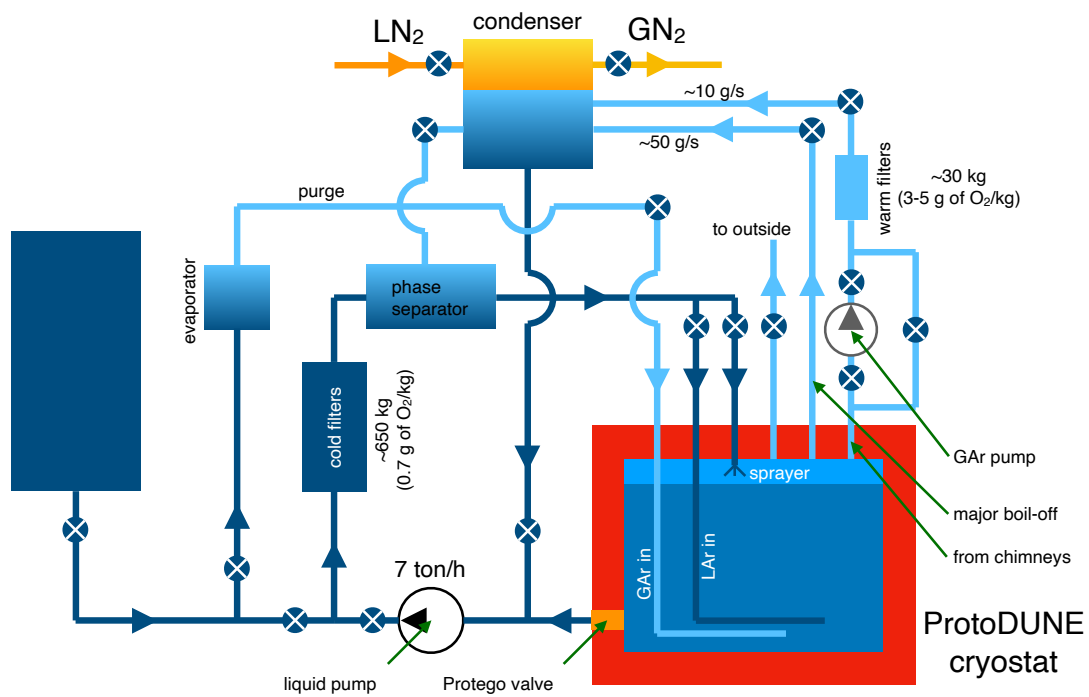 condenser
LN₂
GN₂
~10 g/s
~50 g/s
~30 kg
(3-5 g of O₂/kg)
warm filters
purge
to outside
evaporator
phase
separator
cold filters
~650 kg
(0.7 g of O₂/kg)
sprayer
GAr pump
major boil-off
from chimneys
GAr in
LAr in
7 ton/h
liquid pump
Protego valve
ProtoDUNE
cryostat